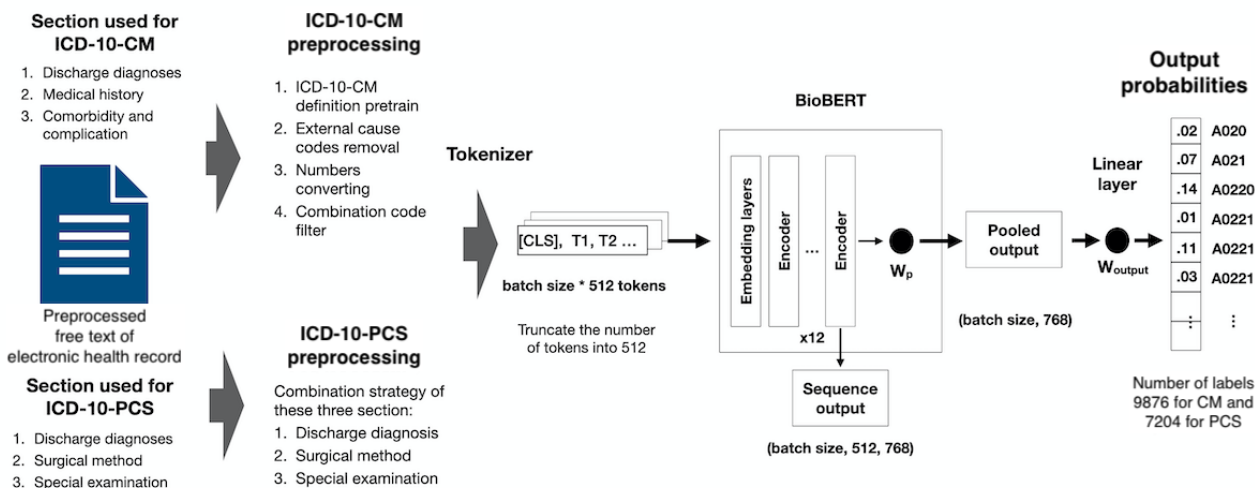 Section used for
ICD-10-CM
1. Discharge diagnoses
2. Medical history
3. Comorbidity and
complication
Preprocessed
free text of
electronic health record
Section used for
ICD-10-PCS
1. Discharge diagnoses
2. Surgical method
3. Special examination
ICD-10-CM
preprocessing
1. ICD-10-CM
definition pretrain
2. External cause
codes removal
3. Numbers
converting
4. Combination code
filter
ICD-10-PCS
preprocessing
Combination strategy of
these three section:
1. Discharge diagnosis
2. Surgical method
3. Special examination
Tokenizer
[CLS], T1, T2 ...
batch size * 512 tokens
Truncate the number
of tokens into 512
BioBERT
Embedding layers
Encoder
...
Encoder
Wp
x12
Sequence
output
(batch size, 512, 768)
Pooled
output
(batch size, 768)
Linear
layer
Woutput
Output
probabilities
.02 A020
.07 A021
.14 A0220
.01 A0221
.11 A0221
.03 A0221
⋮ ⋮
Number of labels
9876 for CM and
7204 for PCS